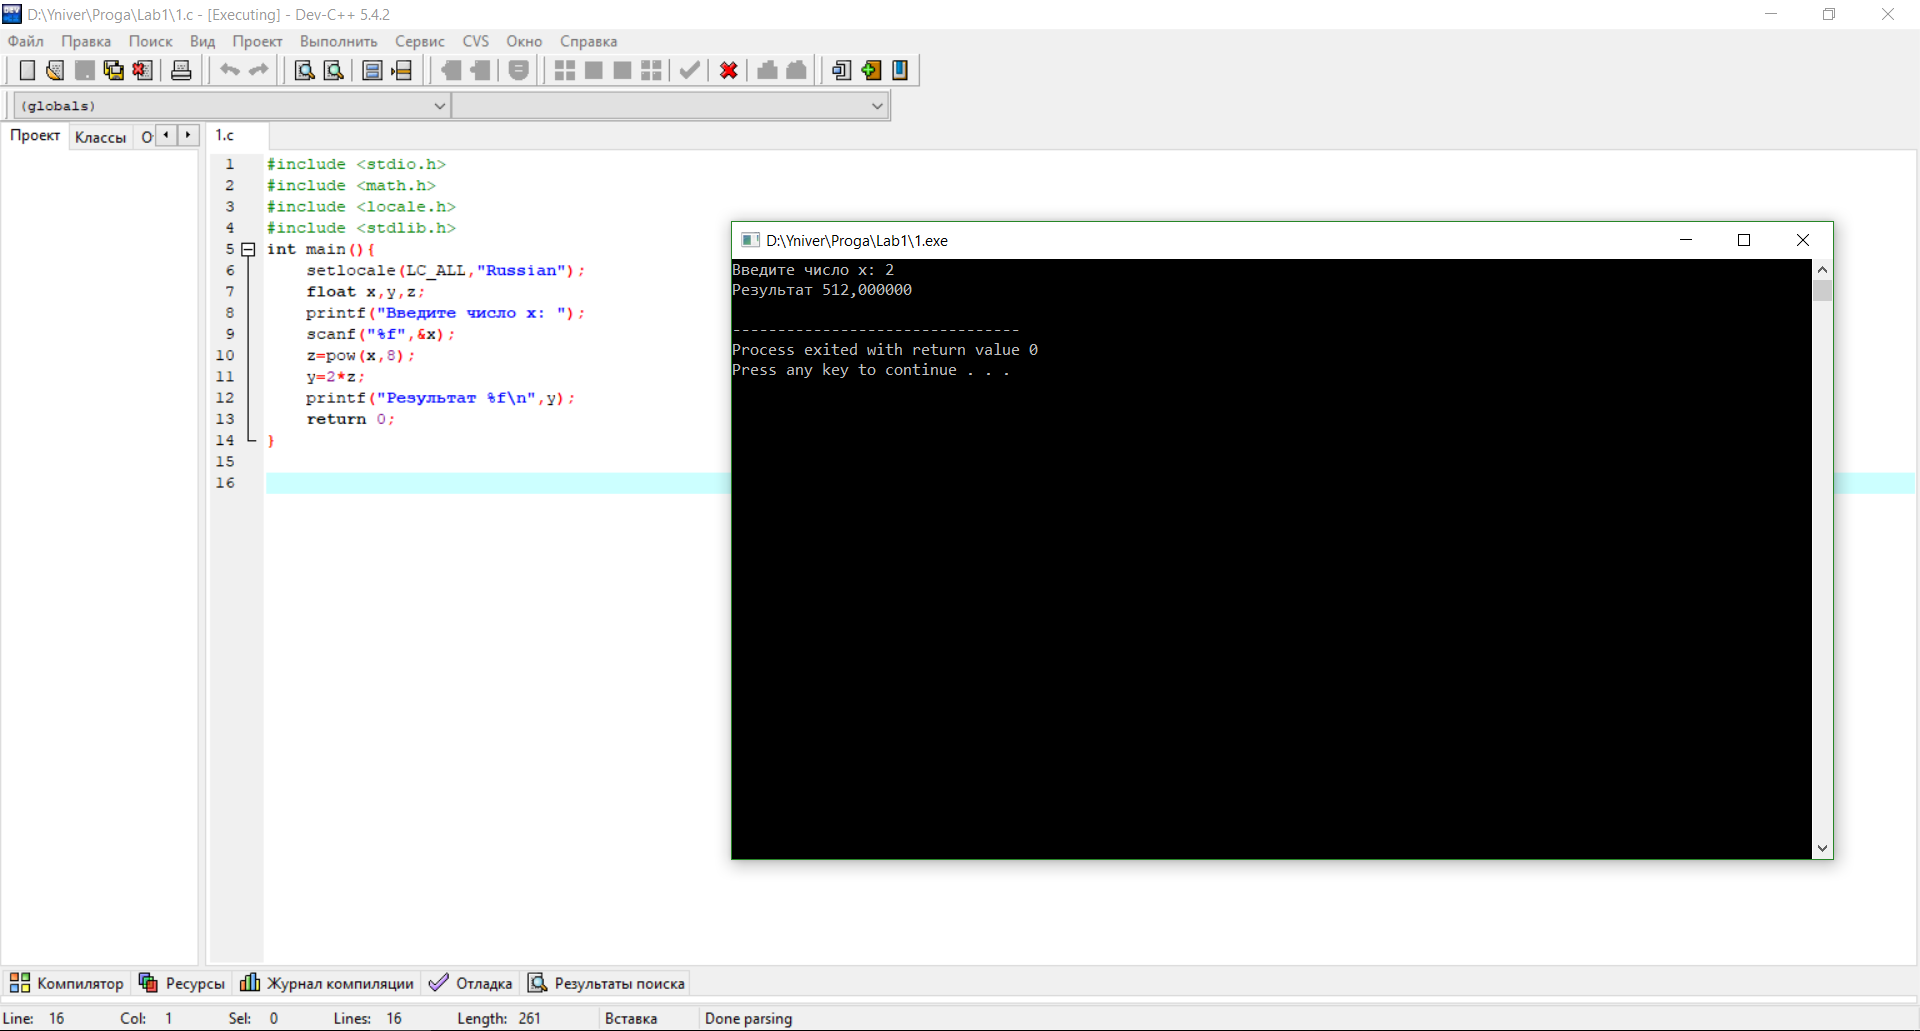 D:\Yniver\Proga\Lab1\1.c - [Executing] - Dev-C++ 5.4.2
Файл Правка Поиск Вид Проект Выполнить Сервис CVS Окно Справка
(globals)
Проект Классы О 1.c
1 #include <stdio.h>
2 #include <math.h>
3 #include <locale.h>
4 #include <stdlib.h>
5 int main(){
6 setlocale(LC_ALL,"Russian");
7 float x,y,z;
8 printf("Введите число x: ");
9 scanf("%f",&x);
10 z=pow(x,8);
11 y=2*z;
12 printf("Результат %f\n",y);
13 return 0;
14 }
15
16
D:\Yniver\Proga\Lab1\1.exe
Введите число x: 2
Результат 512,000000
--------------------------------
Process exited with return value 0
Press any key to continue . . .
Компилятор Ресурсы Журнал компиляции Отладка Результаты поиска
Line: 16 Col: 1 Sel: 0 Lines: 16 Length: 261 Вставка Done parsing